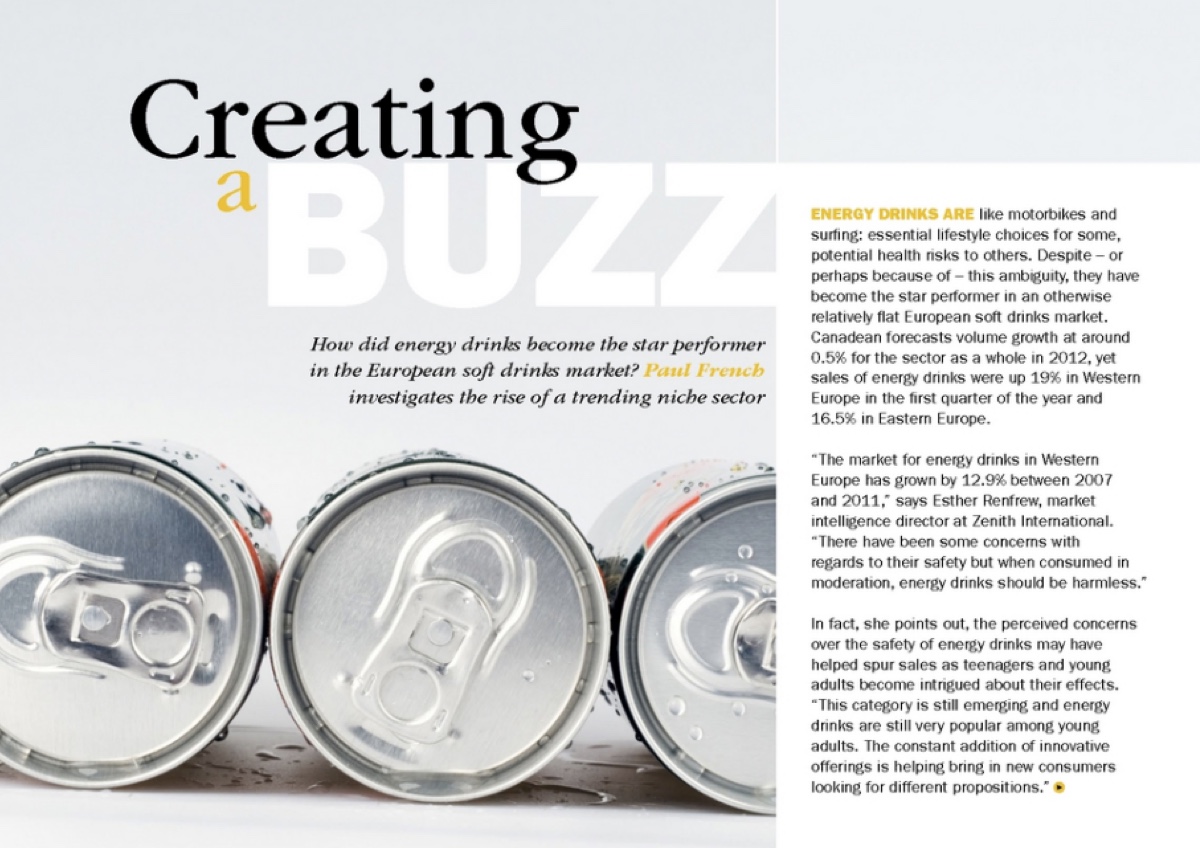 Creating
a BUZZ
How did energy drinks become the star performer
in the European soft drinks market? Paul French
investigates the rise of a trending niche sector
ENERGY DRINKS ARE like motorbikes and
surfing: essential lifestyle choices for some,
potential health risks to others. Despite – or
perhaps because of – this ambiguity, they have
become the star performer in an otherwise
relatively flat European soft drinks market.
Canadean forecasts volume growth at around
0.5% for the sector as a whole in 2012, yet
sales of energy drinks were up 19% in Western
Europe in the first quarter of the year and
16.5% in Eastern Europe.
“The market for energy drinks in Western
Europe has grown by 12.9% between 2007
and 2011,” says Esther Renfrew, market
intelligence director at Zenith International.
“There have been some concerns with
regards to their safety but when consumed in
moderation, energy drinks should be harmless.”
In fact, she points out, the perceived concerns
over the safety of energy drinks may have
helped spur sales as teenagers and young
adults become intrigued about their effects.
“This category is still emerging and energy
drinks are still very popular among young
adults. The constant addition of innovative
offerings is helping bring in new consumers
looking for different propositions.”